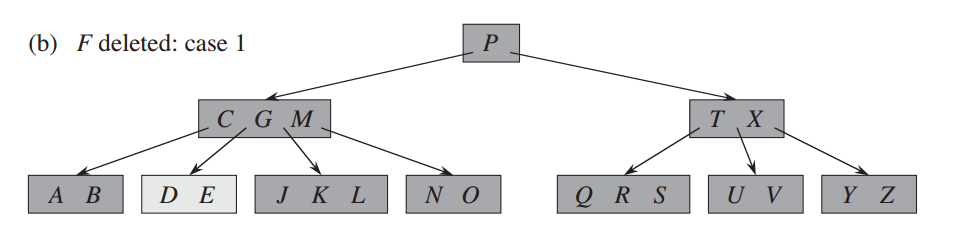 (b) F deleted: case 1
P
C G M
T X
A B
D E
J K L
N O
Q R S
U V
Y Z